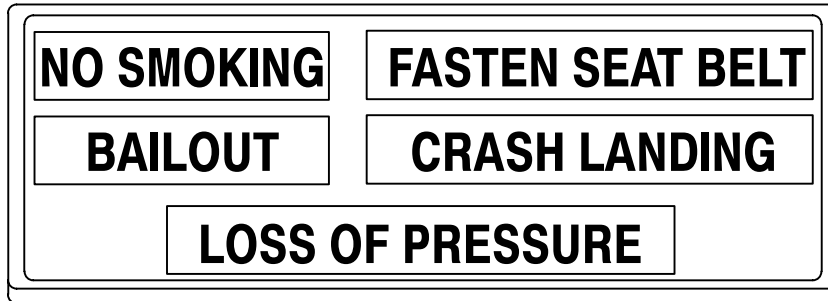 NO SMOKING FASTEN SEAT BELT
BAILOUT CRASH LANDING
LOSS OF PRESSURE